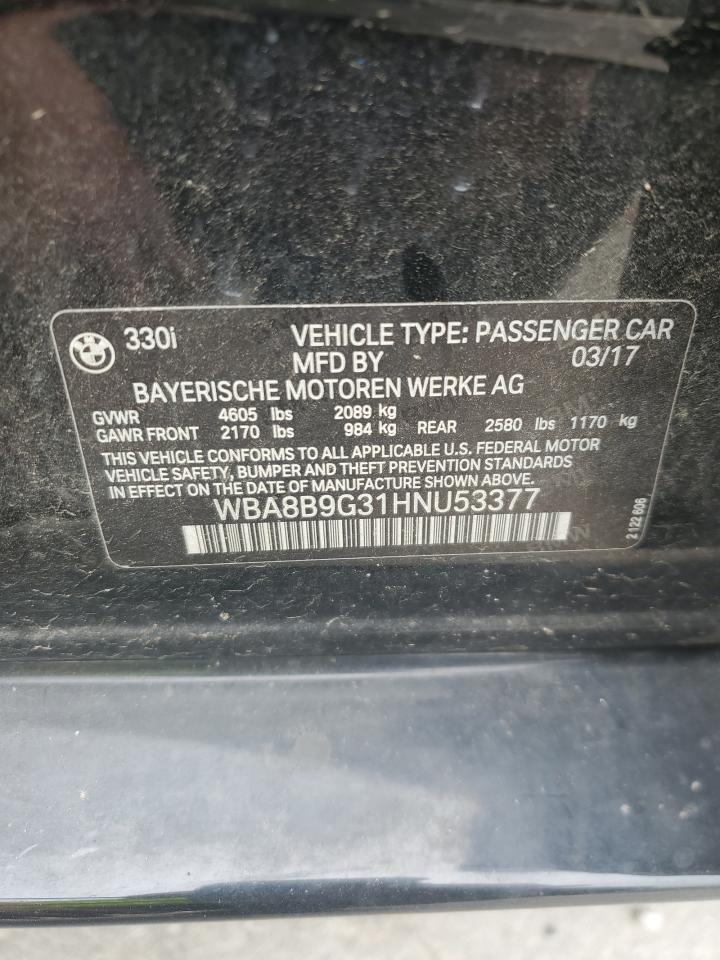 330i VEHICLE TYPE: PASSENGER CAR
MFD BY 03/17
BAYERISCHE MOTOREN WERKE AG
GVWR 4605 lbs 2089 kg
GAWR FRONT 2170 lbs 984 kg REAR 2580 lbs 1170 kg
THIS VEHICLE CONFORMS TO ALL APPLICABLE U.S. FEDERAL MOTOR
VEHICLE SAFETY, BUMPER AND THEFT PREVENTION STANDARDS
IN EFFECT ON THE DATE OF MANUFACTURE SHOWN ABOVE.
WBA8B9G31HNU53377
2 122 606